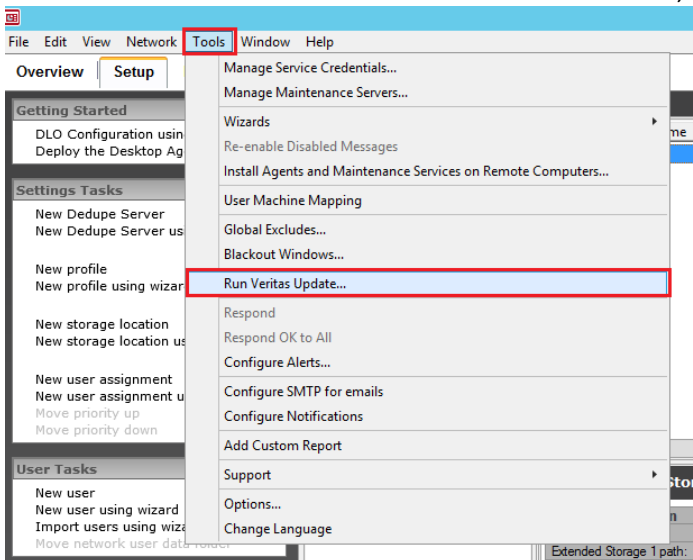 File Edit View Network Tools Window Help
Overview Setup
Getting Started
DLO Configuration usin
Deploy the Desktop Ag
Settings Tasks
New Dedupe Server
New Dedupe Server us
New profile
New profile using wizar
New storage location
New storage location us
New user assignment
New user assignment u
Move priority up
Move priority down
User Tasks
New user
New user using wizard
Import users using wiza
Move network user data folder
Manage Service Credentials...
Manage Maintenance Servers...
Wizards
Re-enable Disabled Messages
Install Agents and Maintenance Services on Remote Computers...
User Machine Mapping
Global Excludes...
Blackout Windows...
Run Veritas Update...
Respond
Respond OK to All
Configure Alerts...
Configure SMTP for emails
Configure Notifications
Add Custom Report
Support
Options...
Change Language
me
Sto
n
Extended Storage 1 path: